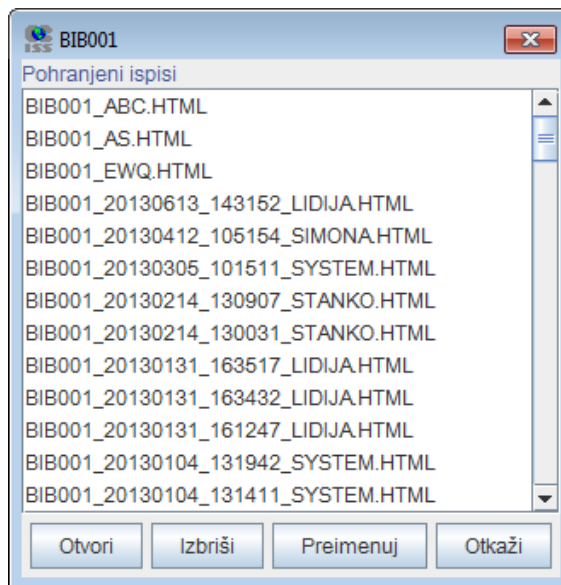 ISS BIB001
Pohranjeni ispisi
BIB001_ABC.HTML
BIB001_AS.HTML
BIB001_EWQ.HTML
BIB001_20130613_143152_LIDIJA.HTML
BIB001_20130412_105154_SIMONA.HTML
BIB001_20130305_101511_SYSTEM.HTML
BIB001_20130214_130907_STANKO.HTML
BIB001_20130214_130031_STANKO.HTML
BIB001_20130131_163517_LIDIJA.HTML
BIB001_20130131_163432_LIDIJA.HTML
BIB001_20130131_161247_LIDIJA.HTML
BIB001_20130104_131942_SYSTEM.HTML
BIB001_20130104_131411_SYSTEM.HTML
Otvori Izbriši Preimenuj Otkaži